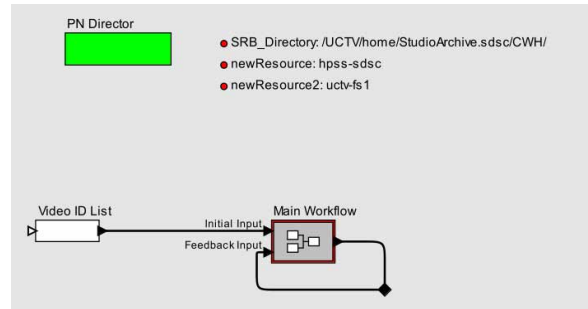 PN Director
SRB_Directory: /UCTV/home/StudioArchive.sdsc/CWH/
newResource: hpss-sdsc
newResource2: uctv-fs1
Video ID List
Initial Input
Main Workflow
Feedback Input